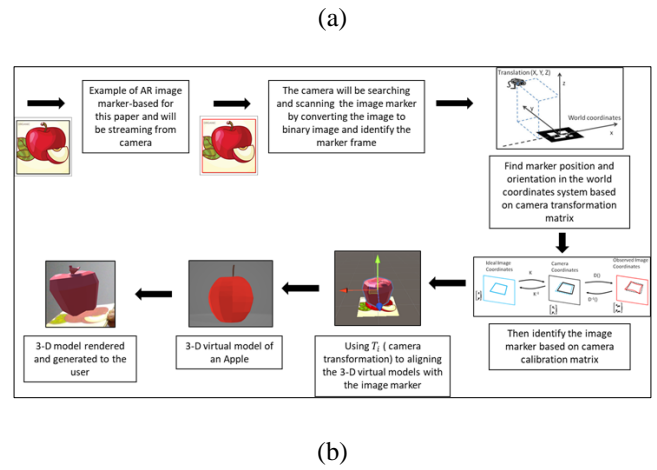 (a)
Example of AR image
marker-based for
this paper and will
be streaming from
camera
The camera will be searching
and scanning the image marker
by converting the image to
binary image and identify the
marker frame
Translation (X, Y, Z)
z
y
World coordinates
x
Find marker position and
orientation in the world
coordinates system based
on camera transformation
matrix
Ideal Image
Coordinates
Camera
Coordinates
Observed Image
Coordinates
K
Then identify the image
marker based on camera
calibration matrix
Using T_i ( camera
transformation) to aligning
the 3-D virtual models with
the image marker
3-D virtual model of
an Apple
3-D model rendered
and generated to the
user
(b)